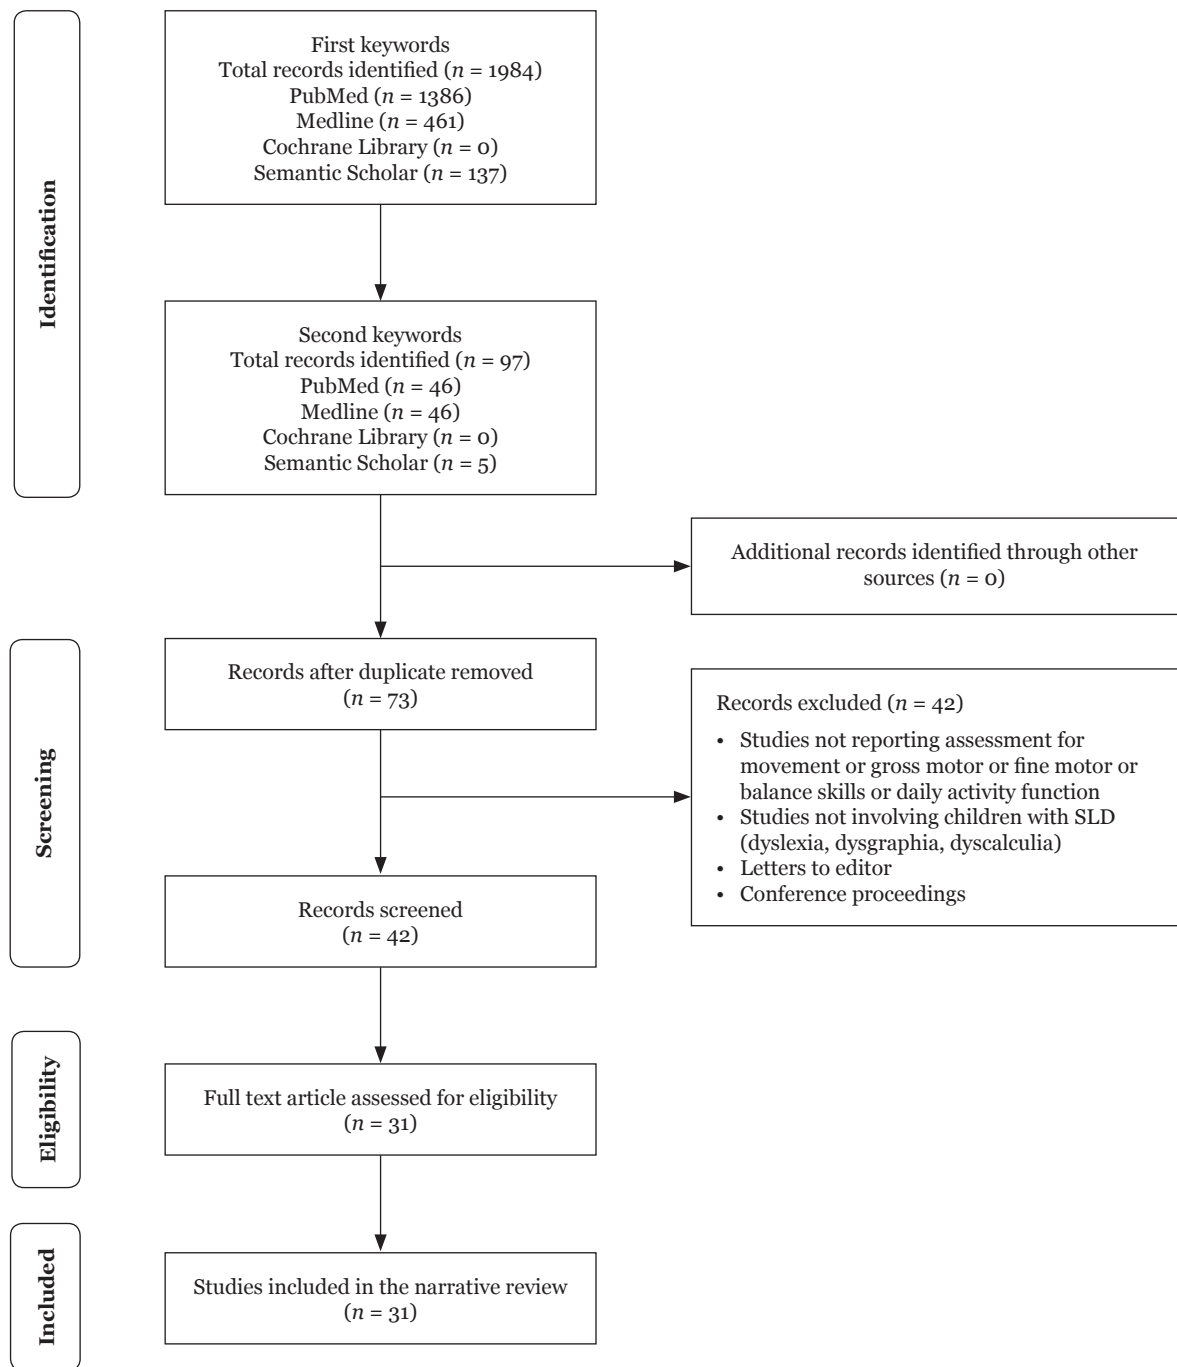 Identification
First keywords
Total records identified (n = 1984)
PubMed (n = 1386)
Medline (n = 461)
Cochrane Library (n = 0)
Semantic Scholar (n = 137)
Second keywords
Total records identified (n = 97)
PubMed (n = 46)
Medline (n = 46)
Cochrane Library (n = 0)
Semantic Scholar (n = 5)
Additional records identified through other
sources (n = 0)
Screening
Records after duplicate removed
(n = 73)
Records excluded (n = 42)
• Studies not reporting assessment for
movement or gross motor or fine motor or
balance skills or daily activity function
• Studies not involving children with SLD
(dyslexia, dysgraphia, dyscalculia)
• Letters to editor
• Conference proceedings
Records screened
(n = 42)
Eligibility
Full text article assessed for eligibility
(n = 31)
Included
Studies included in the narrative review
(n = 31)